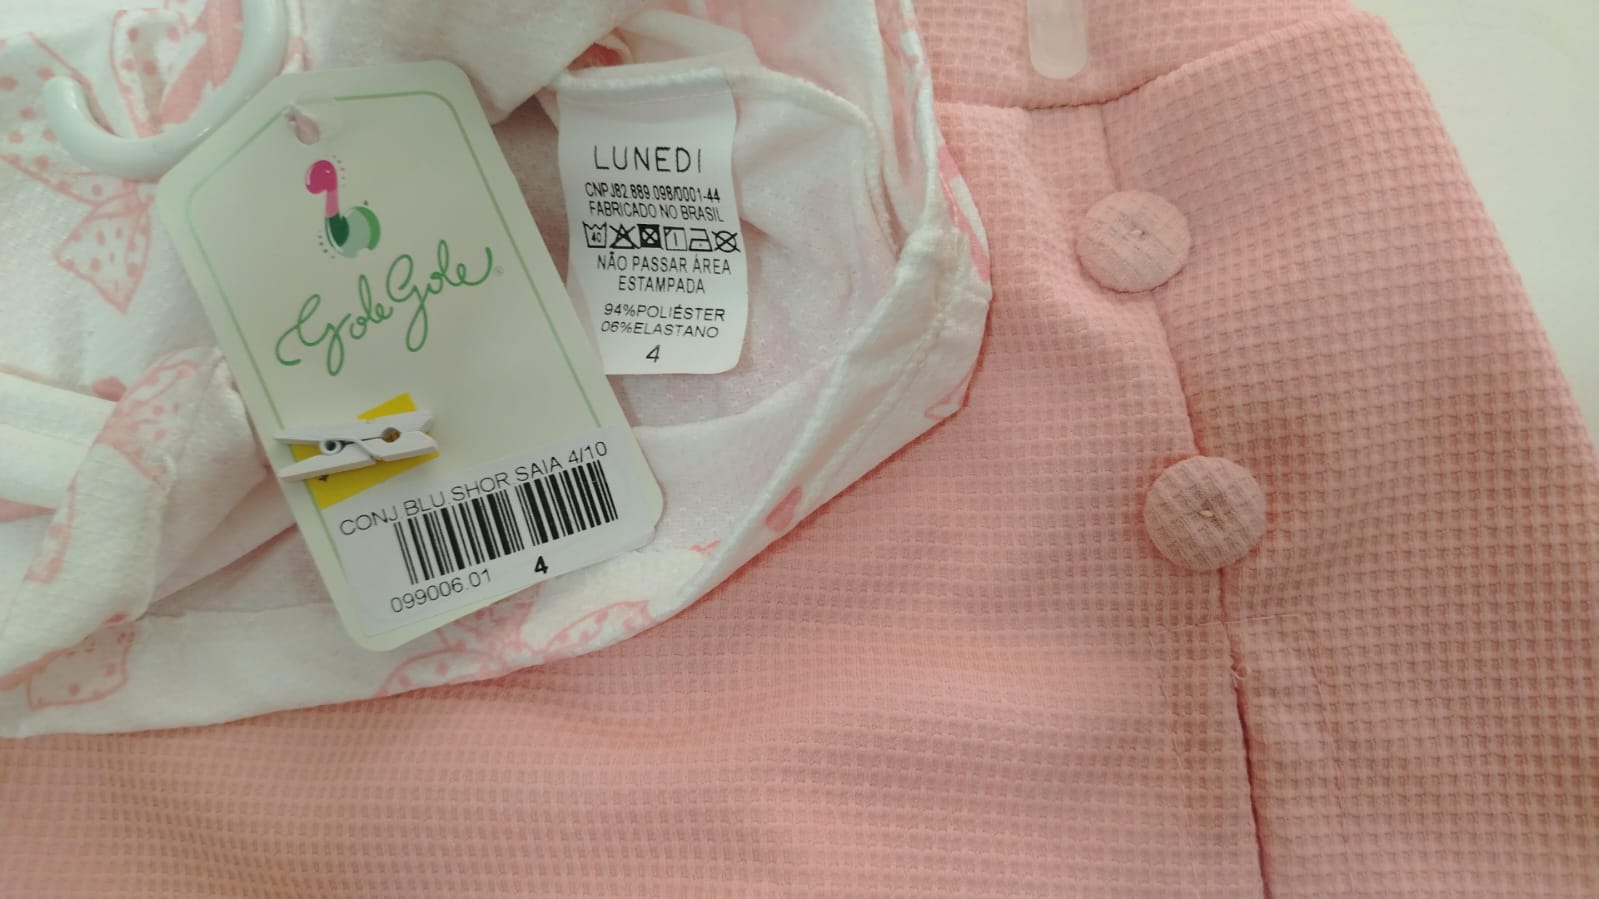 GoleGole
CONJ BLU SHOR SAIA 4/10
099006.01
4
LUNEDI
CNPJ82 889 098/0001-44
FABRICADO NO BRASIL
40
NÃO PASSAR ÁREA
ESTAMPADA
94%POLIÉSTER
06%ELASTANO
4